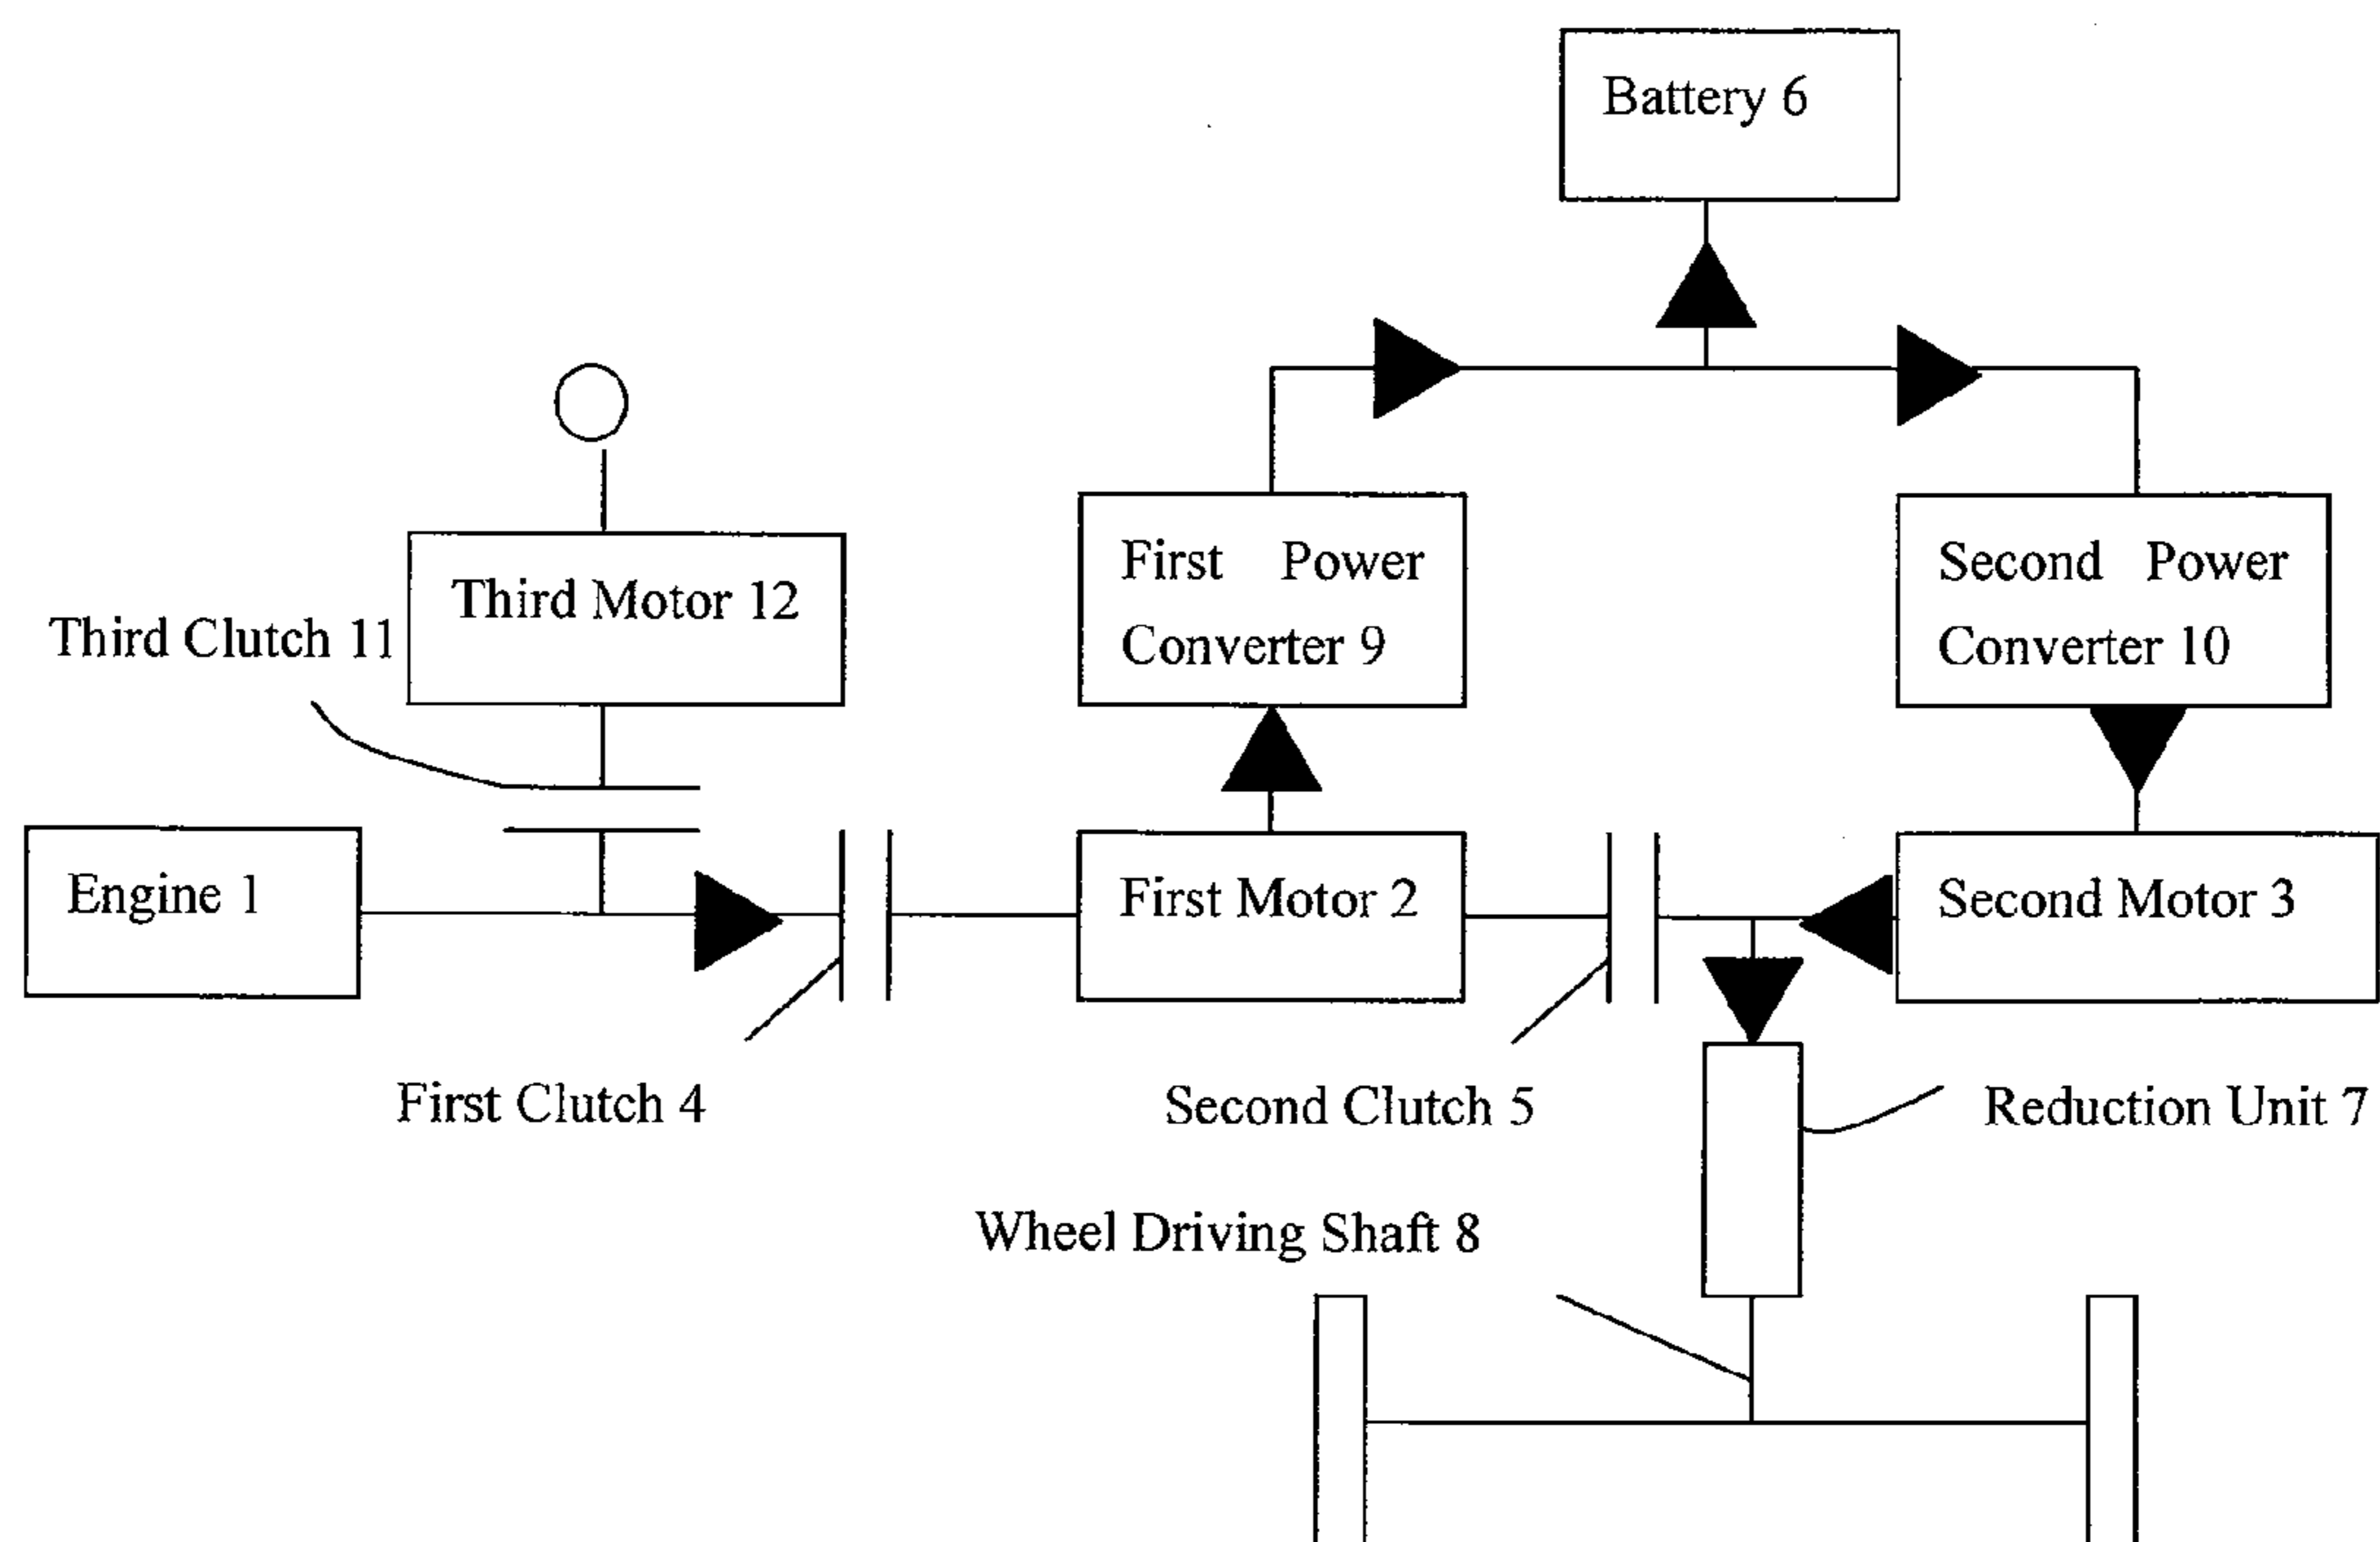 Battery 6
Third Motor 12
Third Clutch 11
First Power
Converter 9
Second Power
Converter 10
Engine 1
First Motor 2
Second Motor 3
First Clutch 4
Second Clutch 5
Reduction Unit 7
Wheel Driving Shaft 8